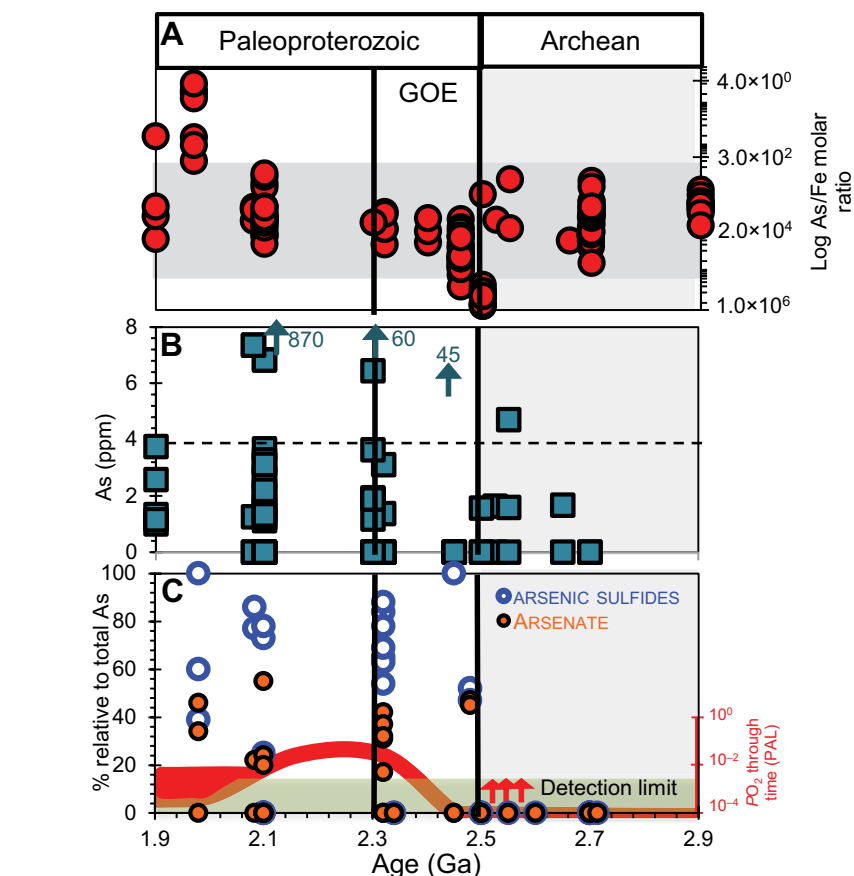 A
Paleoproterozoic
Archean
GOE
4.0×10⁰
3.0×10²
2.0×10⁴
1.0×10⁶
Log As/Fe molar
ratio
B
8
6
4
2
0
As (ppm)
870
60
45
C
100
80
60
40
20
0
% relative to total As
ARSENIC SULFIDES
ARSENATE
Detection limit
10⁰
10⁻²
10⁻⁴
PO₂ through
time (PAL)
1.9
2.1
2.3
2.5
2.7
2.9
Age (Ga)